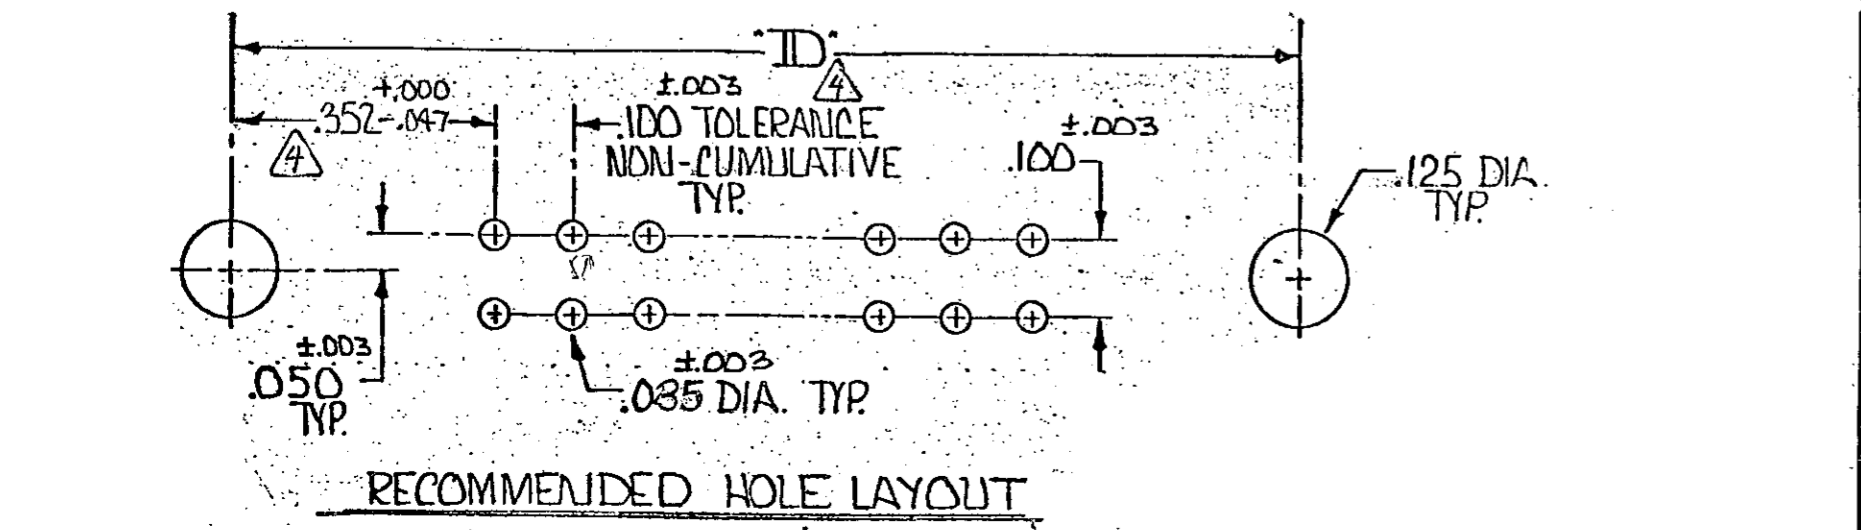 "D"
4
+.000
.352-.047
4
±.003
.100 TOLERANCE
NON-CUMULATIVE
TYP.
±.003
.100
.125 DIA.
TYP.
±.003
.050
TYP.
±.003
.035 DIA. TYP.
RECOMMENDED HOLE LAYOUT